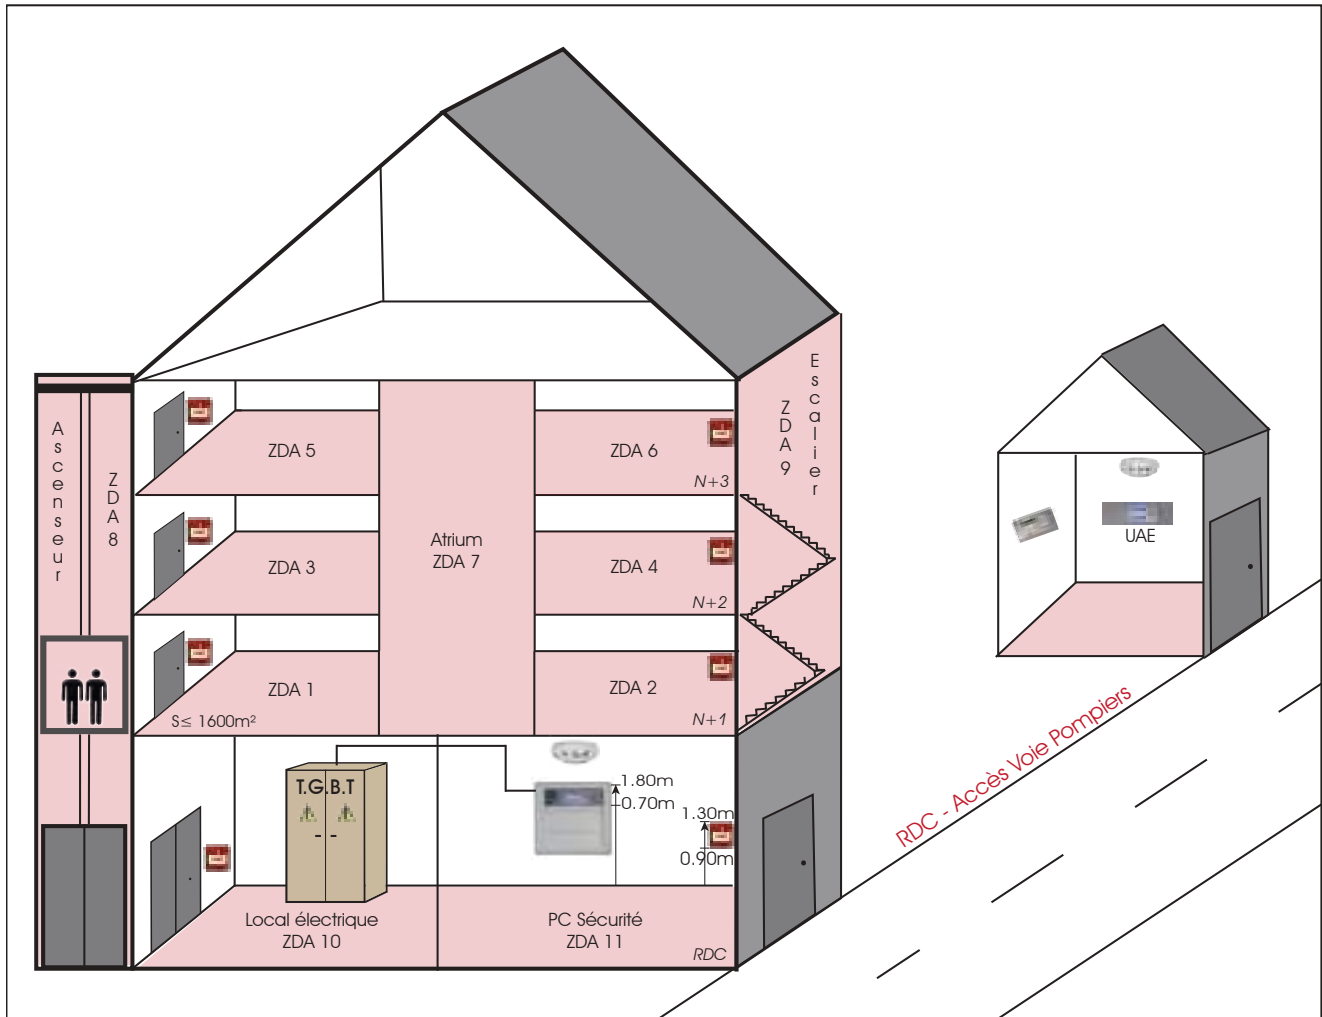 Ascenseur
ZDA 8
ZDA 5
ZDA 6
N+3
Escalier
ZDA 9
Atrium
ZDA 7
ZDA 3
ZDA 4
N+2
ZDA 1
ZDA 2
S≤ 1600m²
N+1
T.G.B.T
1.80m
0.70m
1.30m
0.90m
Local électrique
ZDA 10
PC Sécurité
ZDA 11
RDC
UAE
RDC - Accès Voie Pompiers